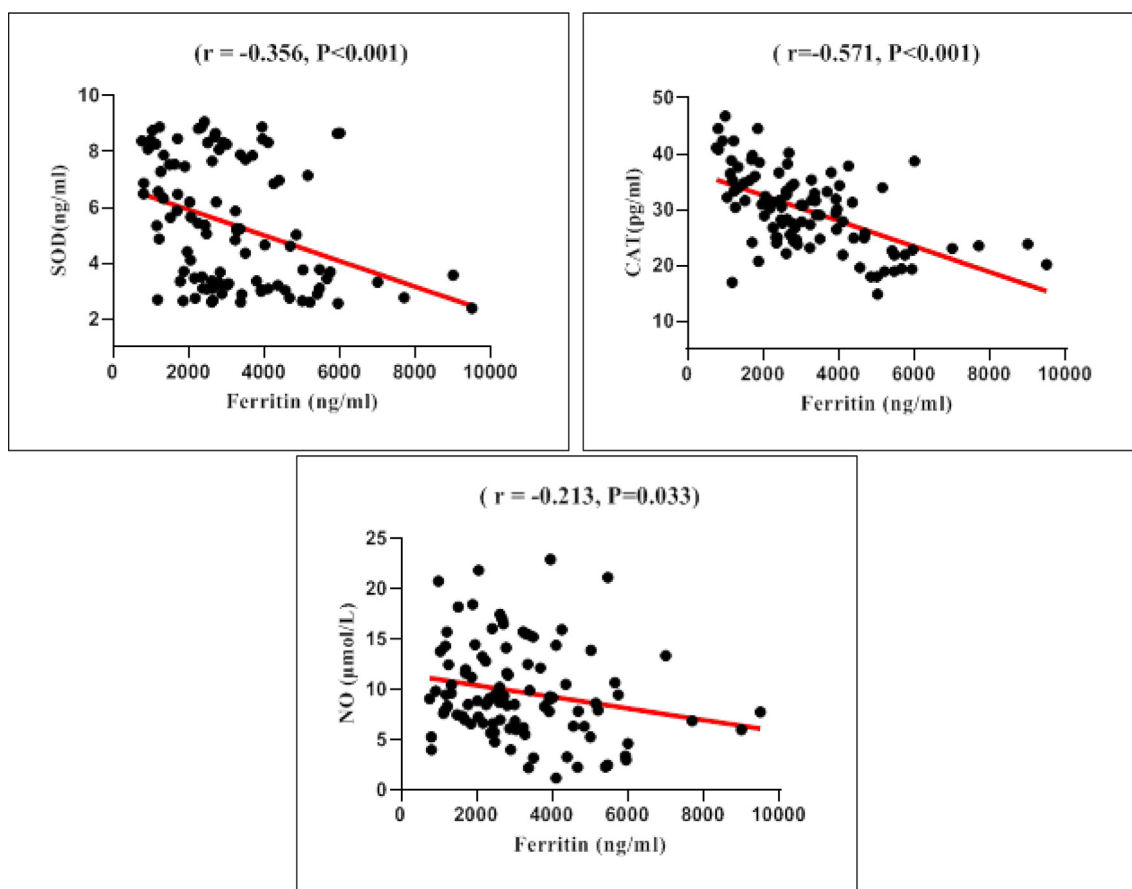 (r = -0.356, P<0.001)
SOD(ng/ml)
10
8
6
4
2
0 2000 4000 6000 8000 10000
Ferritin (ng/ml)
( r=-0.571, P<0.001)
CAT(pg/ml)
50
40
30
20
10
0 2000 4000 6000 8000 10000
Ferritin (ng/ml)
( r = -0.213, P=0.033)
NO (µmol/L)
25
20
15
10
5
0
0 2000 4000 6000 8000 10000
Ferritin (ng/ml)